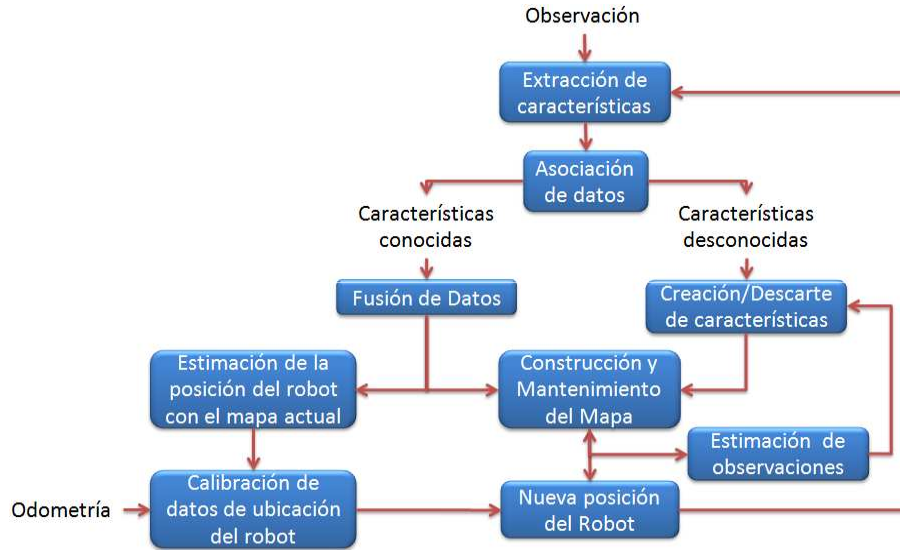 Observación
Extracción de
características
Asociación
de datos
Características
conocidas
Características
desconocidas
Fusión de Datos
Creación/Descarte
de características
Estimación de la
posición del robot
con el mapa actual
Construcción y
Mantenimiento
del Mapa
Estimación de
observaciones
Odometría
Calibración de
datos de ubicación
del robot
Nueva posición
del Robot